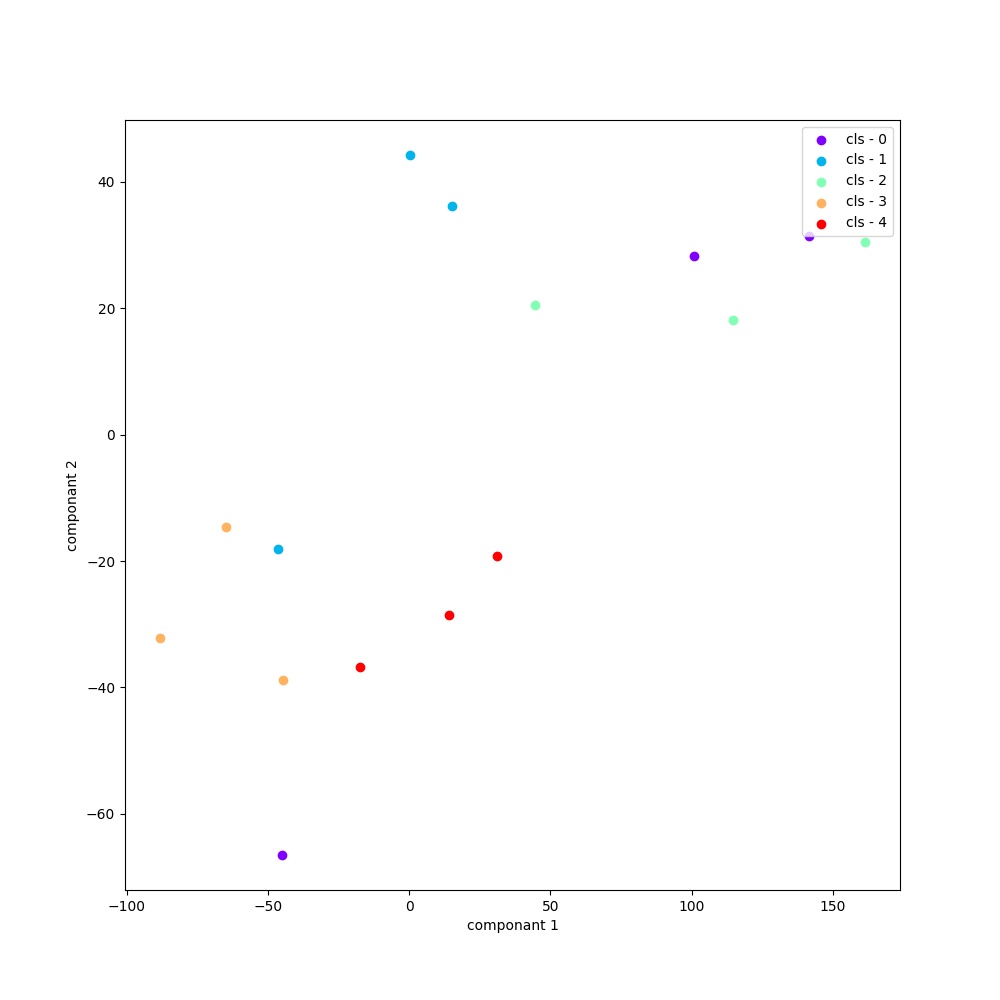 cls - 0
cls - 1
cls - 2
cls - 3
cls - 4
40
20
0
−20
−40
−60
componant 2
−100
−50
0
50
100
150
componant 1